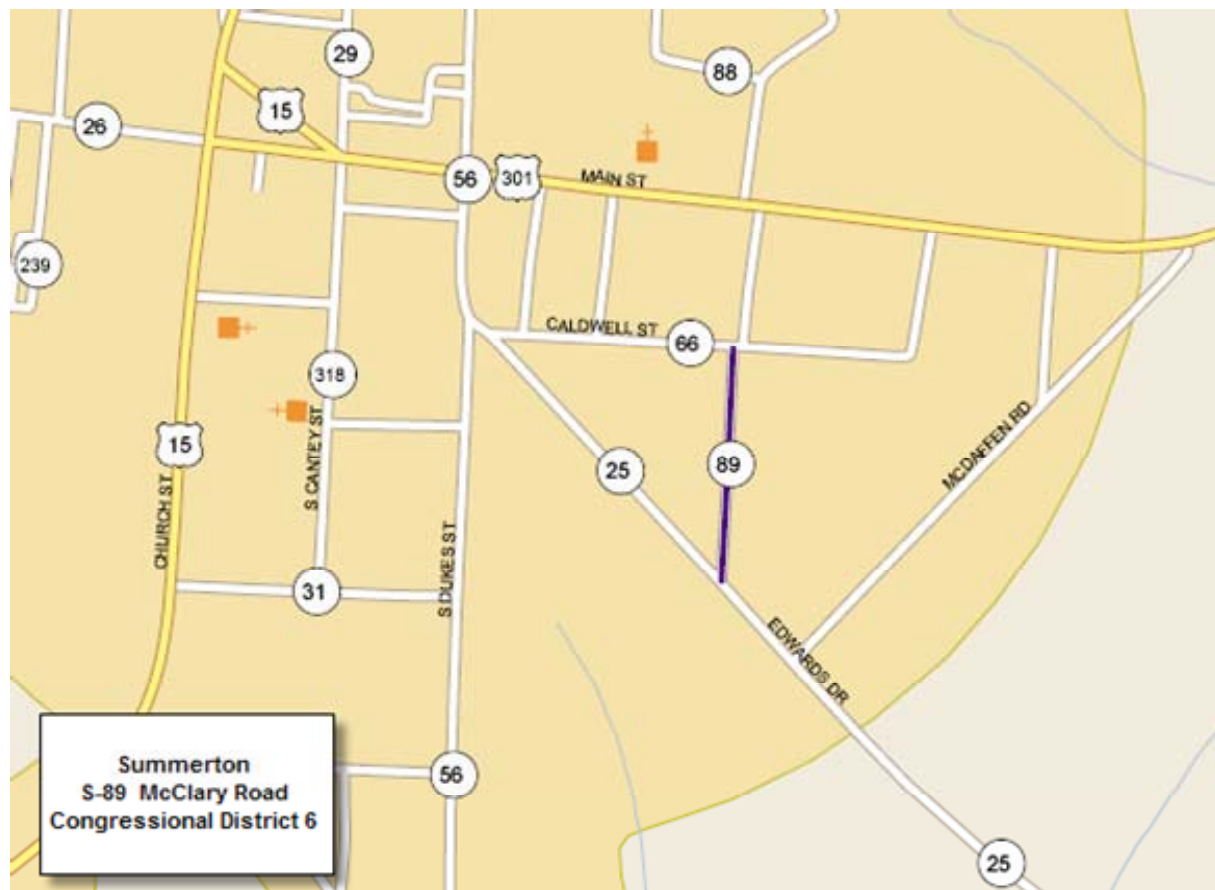 29
88
15
26
56
301
MAIN ST
239
CALDWELL ST
66
318
15
S CANTEY ST
25
89
MCDAFFEN RD
CHURCH ST
S DUKES ST
31
EDWARDS DR
56
25
Summerton
S-89 McClary Road
Congressional District 6